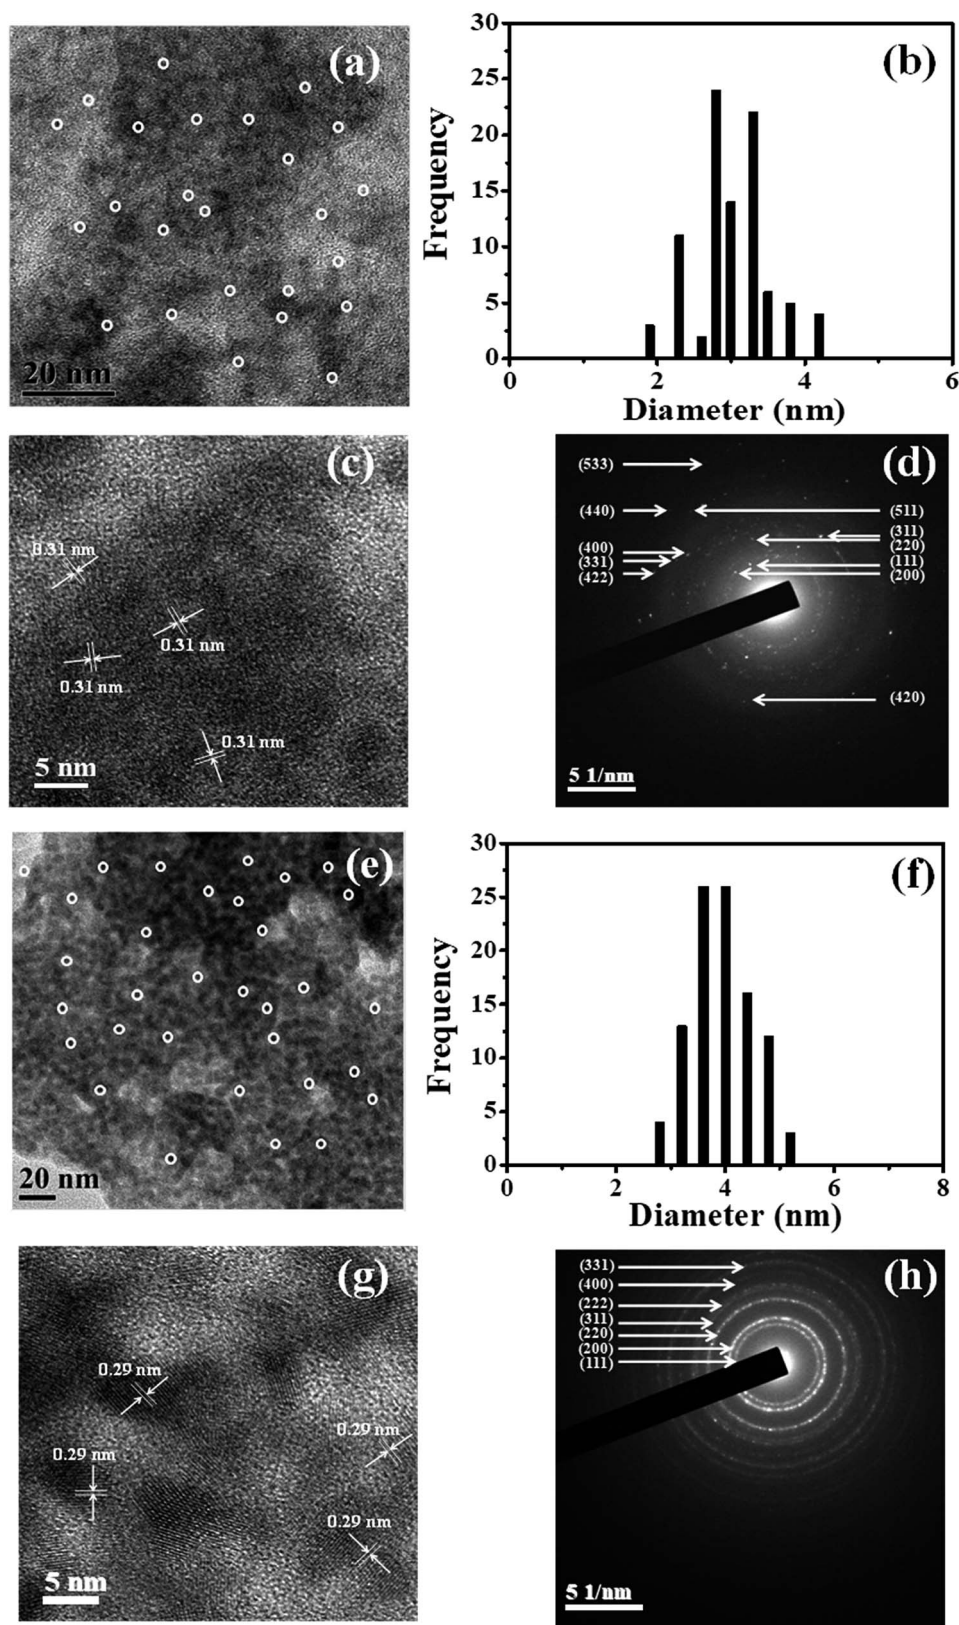 (a)
20 nm
(b)
30
25
20
15
10
5
0
Frequency
0 2 4 6
Diameter (nm)
(c)
0.31 nm
0.31 nm
0.31 nm
0.31 nm
5 nm
(d)
(533)
(440)
(400)
(331)
(422)
(511)
(311)
(220)
(111)
(200)
(420)
5 1/nm
(e)
20 nm
(f)
30
25
20
15
10
5
0
Frequency
0 2 4 6 8
Diameter (nm)
(g)
0.29 nm
0.29 nm
0.29 nm
0.29 nm
5 nm
(h)
(331)
(400)
(222)
(311)
(220)
(200)
(111)
5 1/nm